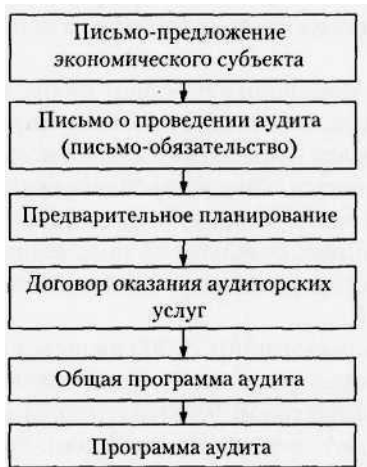 Письмо-предложение
экономического субъекта
Письмо о проведении аудита
(письмо-обязательство)
Предварительное планирование
Договор оказания аудиторских
услуг
Общая программа аудита
Программа аудита